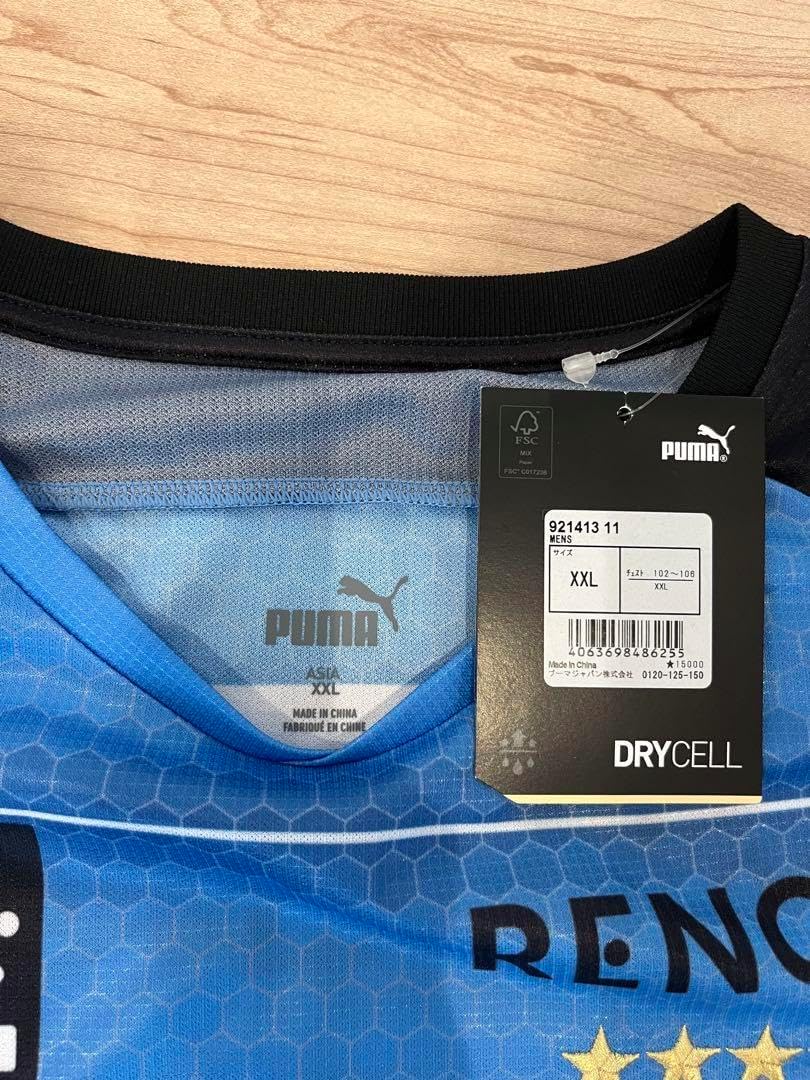 FSC
MIX
Paper
FSC® C017208
PUMA®
921413 11
MENS
サイズ
XXL
チェスト 102～106
XXL
4063698486255
Made in China ★15000
プーマジャパン株式会社 0120-125-150
DRYCELL
PUMA
ASIA
XXL
MADE IN CHINA
FABRIQUÉ EN CHINE
RENO